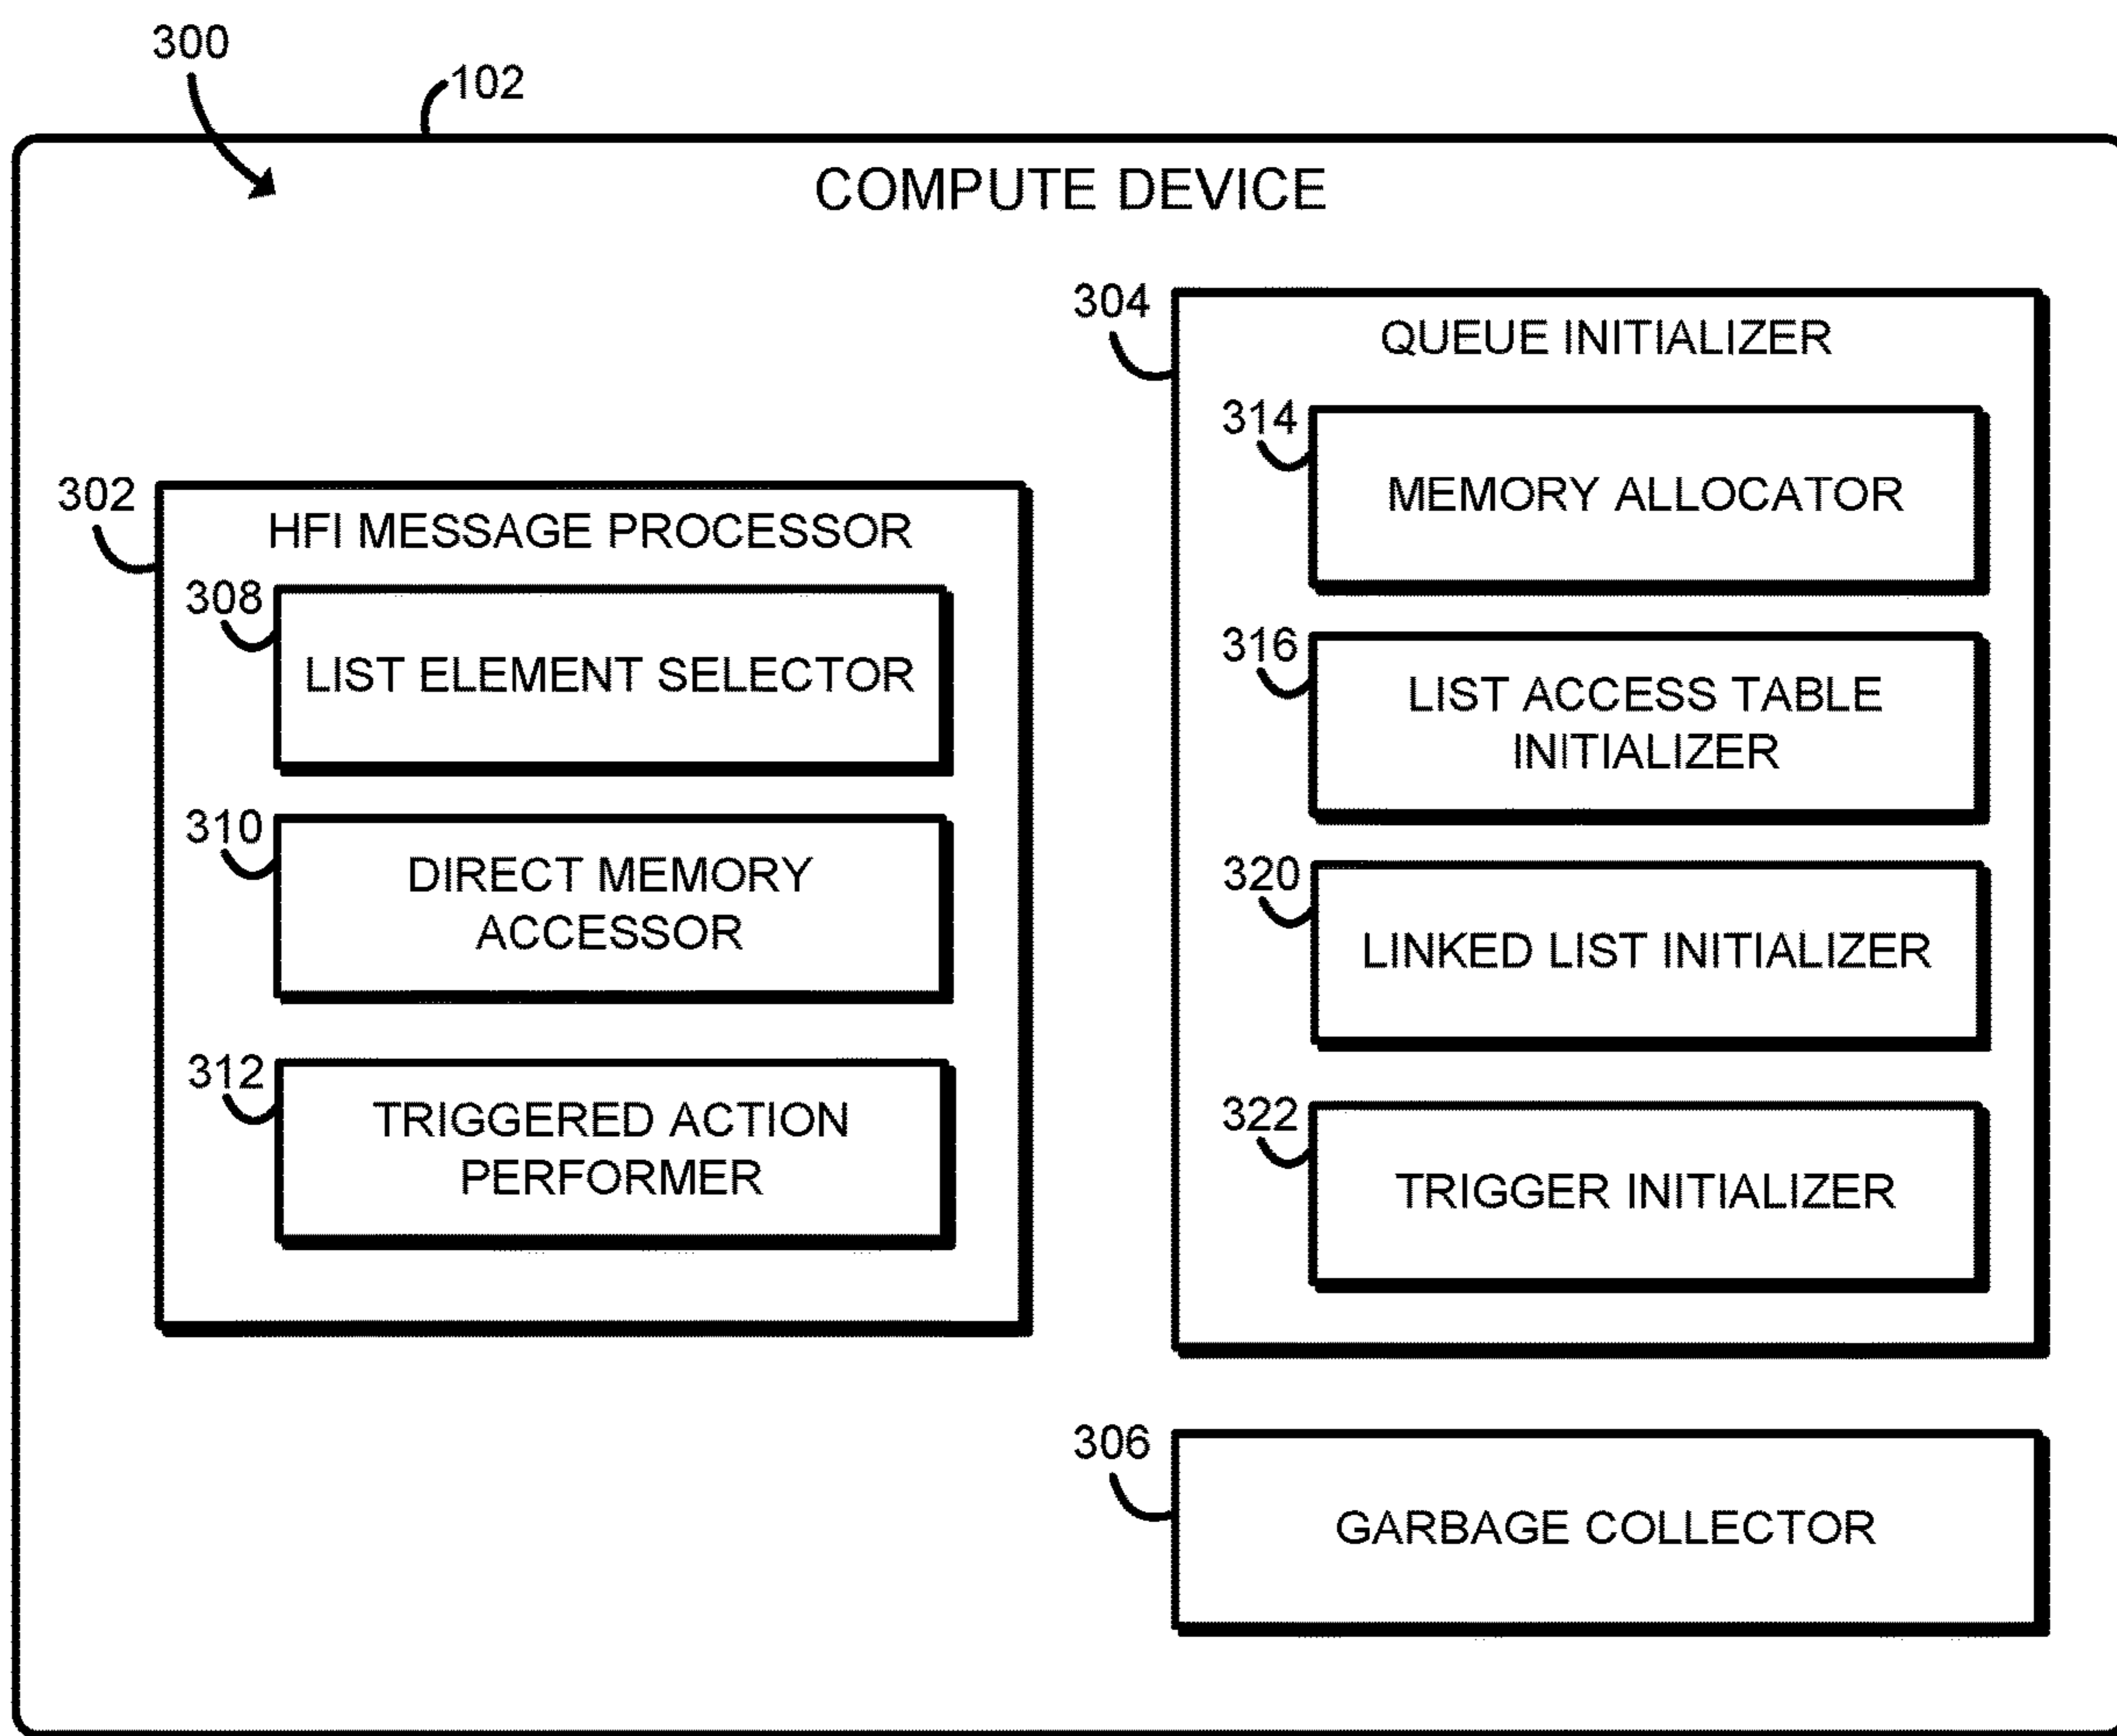 300
102
COMPUTE DEVICE
302
HFI MESSAGE PROCESSOR
308
LIST ELEMENT SELECTOR
310
DIRECT MEMORY
ACCESSOR
312
TRIGGERED ACTION
PERFORMER
304
QUEUE INITIALIZER
314
MEMORY ALLOCATOR
316
LIST ACCESS TABLE
INITIALIZER
320
LINKED LIST INITIALIZER
322
TRIGGER INITIALIZER
306
GARBAGE COLLECTOR